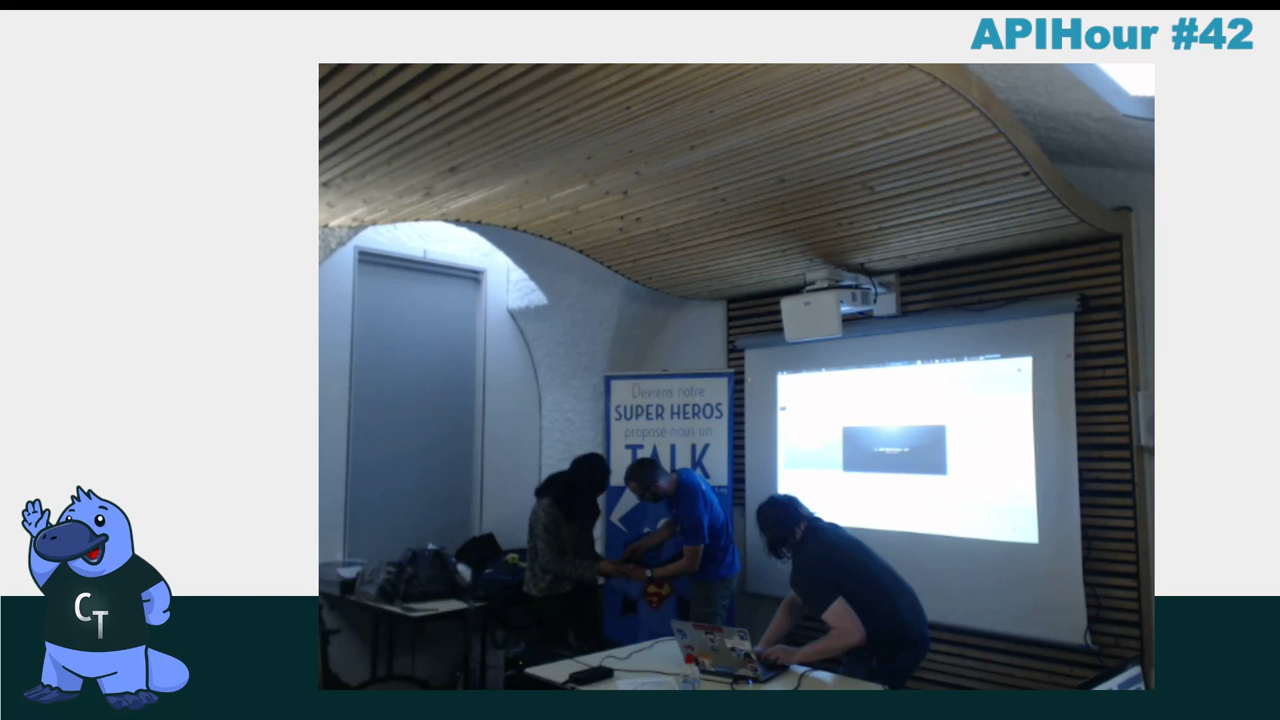 APIHour #42
Deviens notre
SUPER HEROS
propose-nous un
TALK
CT